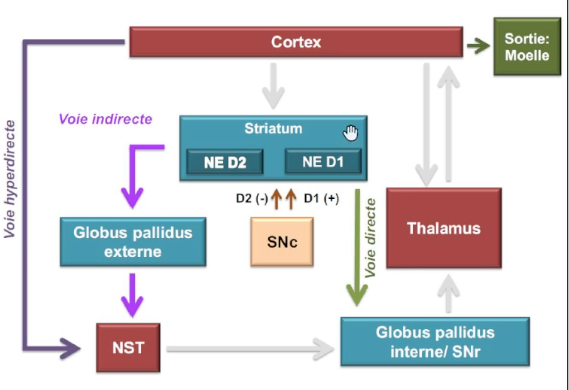 Cortex
Sortie:
Moelle
Voie hyperdirecte
Voie indirecte
Striatum
NE D2
NE D1
D2 (-)
D1 (+)
SNc
Voie directe
Globus pallidus
externe
Thalamus
NST
Globus pallidus
interne/ SNr